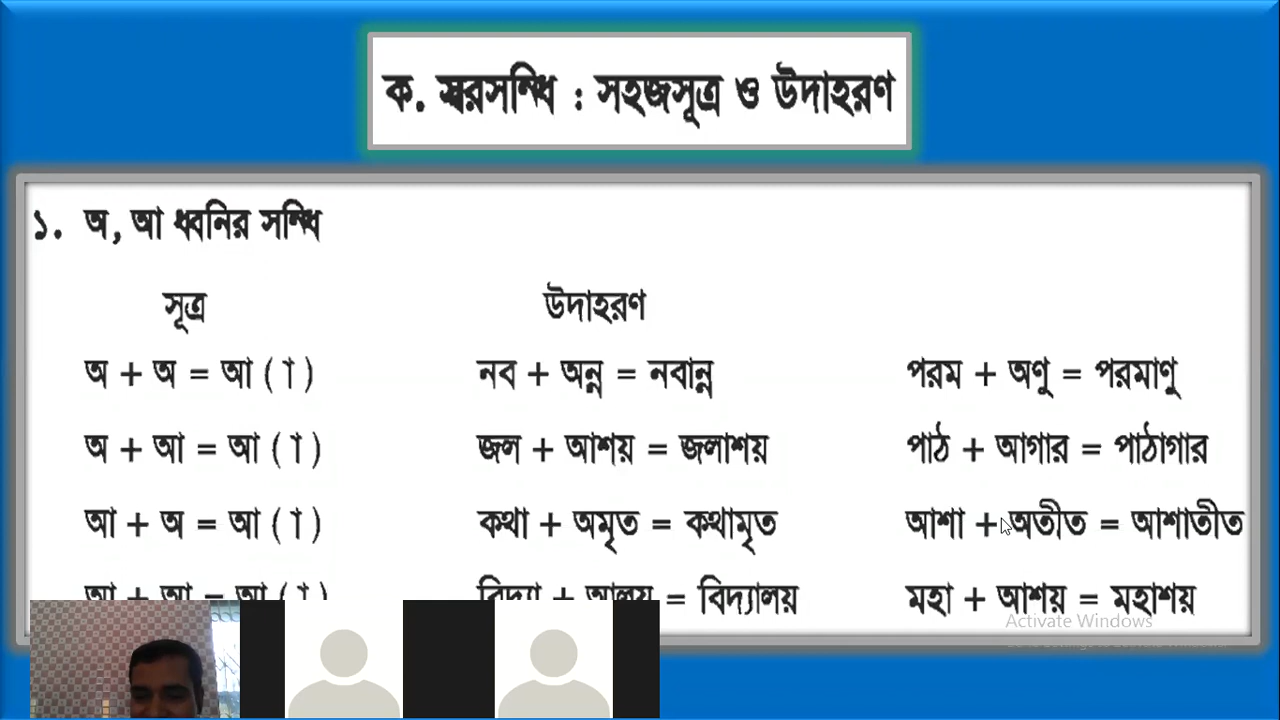 ক. স্বরসন্ধি : সহজসূত্র ও উদাহরণ
১. অ, আ ধ্বনির সন্ধি
সূত্র উদাহরণ
অ + অ = আ (া) নব + অন্ন = নবান্ন পরম + অণু = পরমাণু
অ + আ = আ (া) জল + আশয় = জলাশয় পাঠ + আগার = পাঠাগার
আ + অ = আ (া) কথা + অমৃত = কথামৃত আশা + অতীত = আশাতীত
আ + আ = আ (া) বিদ্যা + আলয় = বিদ্যালয় মহা + আশয় = মহাশয়
Activate Windows